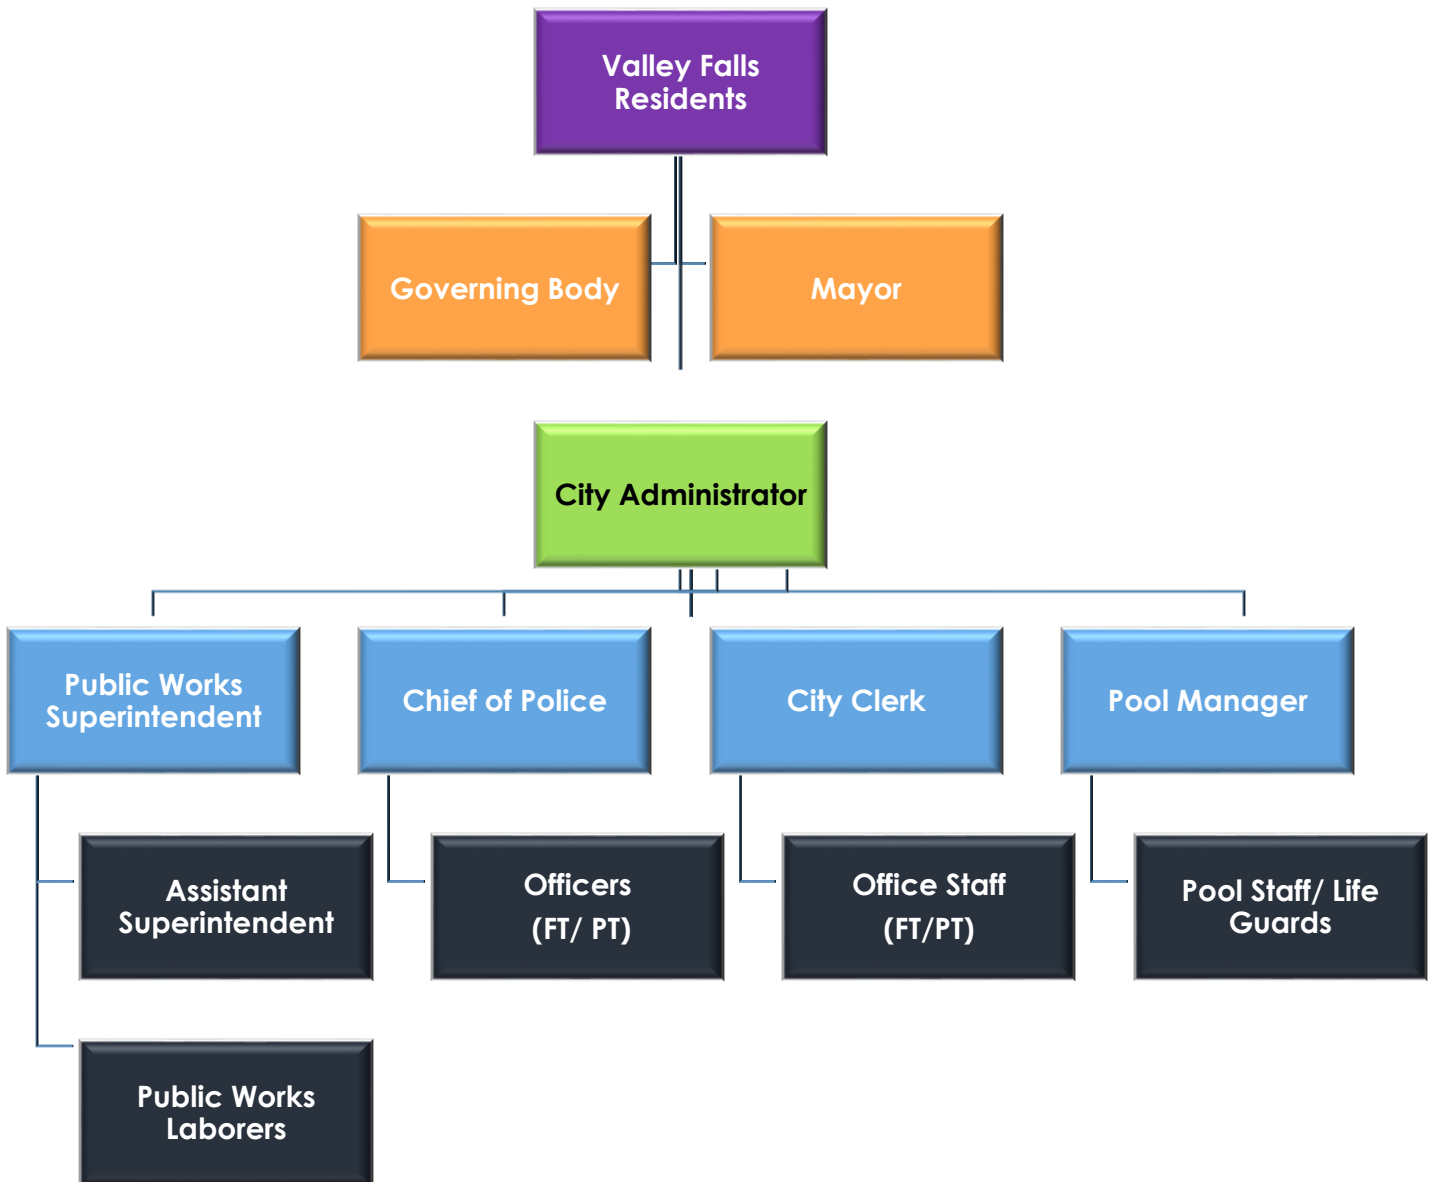 Valley Falls
Residents
Governing Body
Mayor
City Administrator
Public Works
Superintendent
Chief of Police
City Clerk
Pool Manager
Assistant
Superintendent
Officers
(FT/ PT)
Office Staff
(FT/PT)
Pool Staff/ Life
Guards
Public Works
Laborers